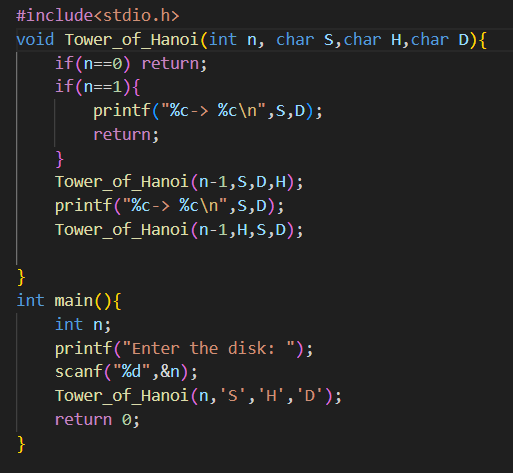 #include<stdio.h>
void Tower_of_Hanoi(int n, char S,char H,char D){
    if(n==0) return;
    if(n==1){
        printf("%c-> %c\n",S,D);
        return;
    }
    Tower_of_Hanoi(n-1,S,D,H);
    printf("%c-> %c\n",S,D);
    Tower_of_Hanoi(n-1,H,S,D);

}
int main(){
    int n;
    printf("Enter the disk: ");
    scanf("%d",&n);
    Tower_of_Hanoi(n,'S','H','D');
    return 0;
}